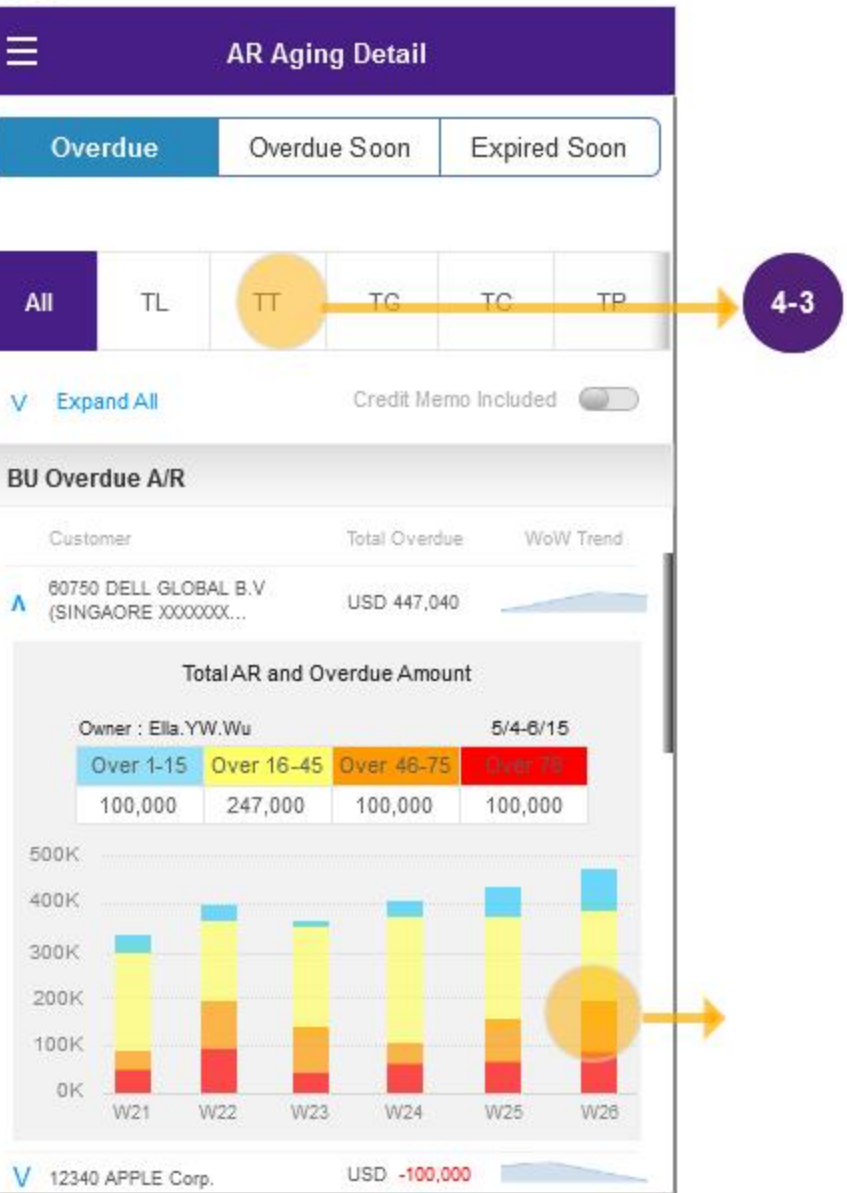 AR Aging Detail
Overdue Overdue Soon Expired Soon
All TL TT TG TC TP
4-3
Expand All Credit Memo Included
BU Overdue A/R
Customer Total Overdue WoW Trend
60750 DELL GLOBAL B.V
(SINGAORE XXXXXXX...
USD 447,040
Total AR and Overdue Amount
Owner : Ella.YW.Wu 5/4-6/15
Over 1-15 Over 16-45 Over 46-75 Over 76
100,000 247,000 100,000 100,000
500K
400K
300K
200K
100K
0K
W21 W22 W23 W24 W25 W26
12340 APPLE Corp. USD -100,000